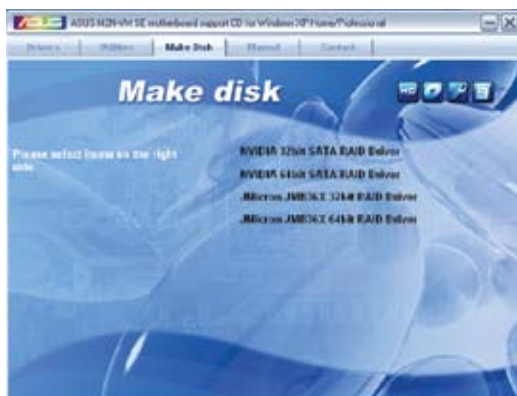 ASUS M2N-VM SE motherboard support CD for Windows XP Home/Professional
Drivers Utilities Make Disk Manual Contact
Make disk
Please select items on the right side.
NVIDIA 32bit SATA RAID Driver
NVIDIA 64bit SATA RAID Driver
JMicron JMB36X 32bit RAID Driver
JMicron JMB36X 64bit RAID Driver